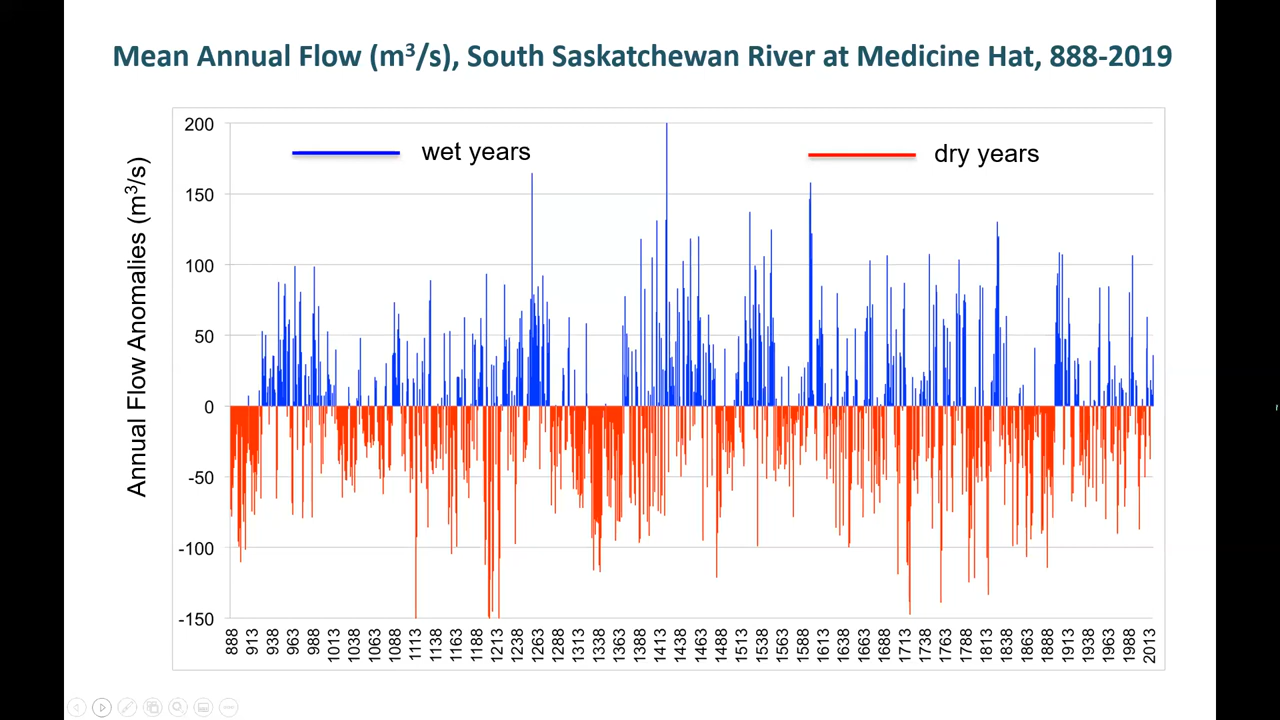 Mean Annual Flow (m³/s), South Saskatchewan River at Medicine Hat, 888-2019
wet years
dry years
Annual Flow Anomalies (m³/s)
200
150
100
50
0
-50
-100
-150
888 913 938 963 988 1013 1038 1063 1088 1113 1138 1163 1188 1213 1238 1263 1288 1313 1338 1363 1388 1413 1438 1463 1488 1513 1538 1563 1588 1613 1638 1663 1688 1713 1738 1763 1788 1813 1838 1863 1888 1913 1938 1963 1988 2013